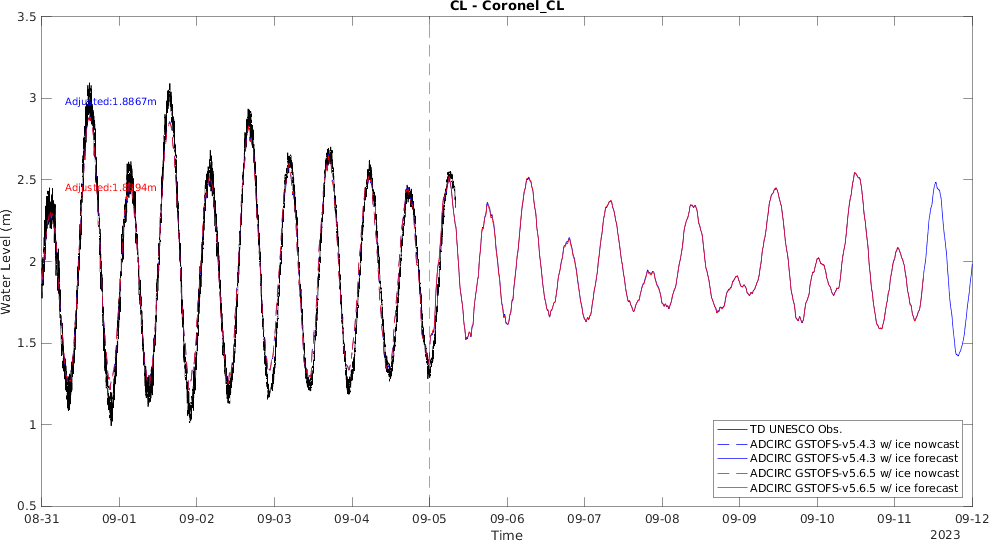 CL - Coronel_CL
3.5
3
2.5
2
1.5
1
0.5
Water Level (m)
Adjusted:1.8867m
08-31
09-01
09-02
09-03
09-04
09-05
09-06
09-07
09-08
09-09
09-10
09-11
09-12
Time
2023
TD UNESCO Obs.
ADCIRC GSTOFS-v5.4.3 w/ ice nowcast
ADCIRC GSTOFS-v5.4.3 w/ ice forecast
ADCIRC GSTOFS-v5.6.5 w/ ice nowcast
ADCIRC GSTOFS-v5.6.5 w/ ice forecast